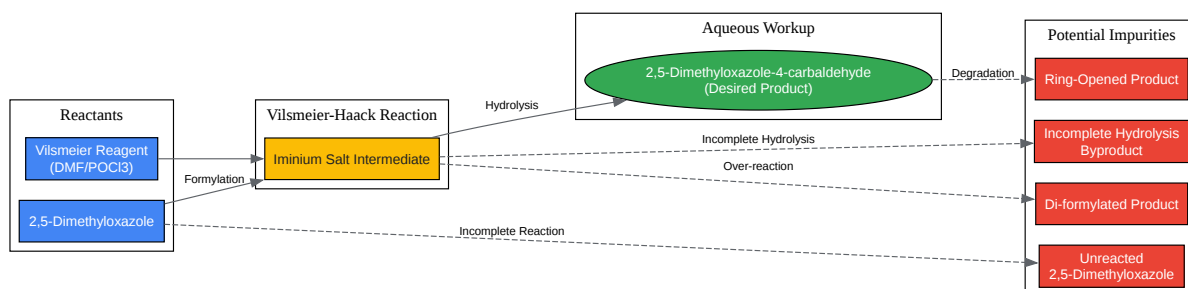 Reactants
Vilsmeier Reagent
(DMF/POCl3)
2,5-Dimethyloxazole
Formylation
Vilsmeier-Haack Reaction
Iminium Salt Intermediate
Hydrolysis
Aqueous Workup
2,5-Dimethyloxazole-4-carbaldehyde
(Desired Product)
Degradation
Incomplete Hydrolysis
Over-reaction
Incomplete Reaction
Potential Impurities
Ring-Opened Product
Incomplete Hydrolysis
Byproduct
Di-formylated Product
Unreacted
2,5-Dimethyloxazole